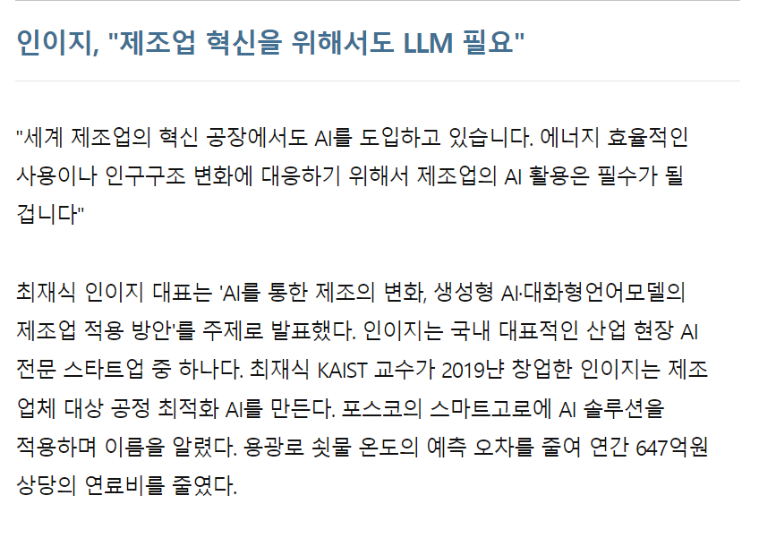 인이지, "제조업 혁신을 위해서도 LLM 필요"
"세계 제조업의 혁신 공장에서도 AI를 도입하고 있습니다. 에너지 효율적인
사용이나 인구구조 변화에 대응하기 위해서 제조업의 AI 활용은 필수가 될
겁니다"
최재식 인이지 대표는 'AI를 통한 제조의 변화, 생성형 AI·대화형언어모델의
제조업 적용 방안'를 주제로 발표했다. 인이지는 국내 대표적인 산업 현장 AI
전문 스타트업 중 하나다. 최재식 KAIST 교수가 2019냔 창업한 인이지는 제조
업체 대상 공정 최적화 AI를 만든다. 포스코의 스마트고로에 AI 솔루션을
적용하며 이름을 알렸다. 용광로 쇳물 온도의 예측 오차를 줄여 연간 647억원
상당의 연료비를 줄였다.